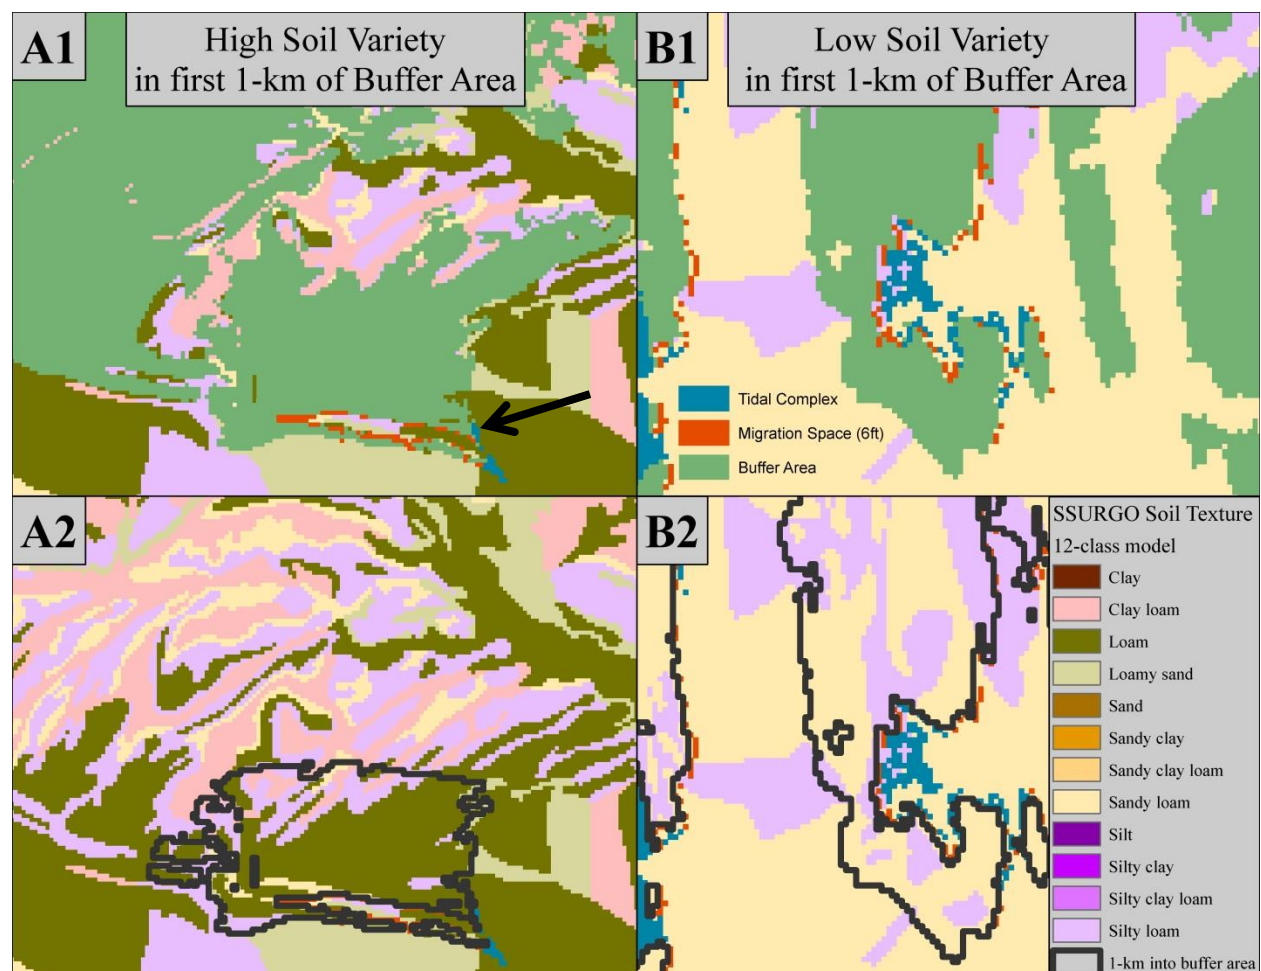 A1
High Soil Variety
in first 1-km of Buffer Area
B1
Low Soil Variety
in first 1-km of Buffer Area
Tidal Complex
Migration Space (6ft)
Buffer Area
A2
B2
SSURGO Soil Texture
12-class model
Clay
Clay loam
Loam
Loamy sand
Sand
Sandy clay
Sandy clay loam
Sandy loam
Silt
Silty clay
Silty clay loam
Silty loam
1-km into buffer area